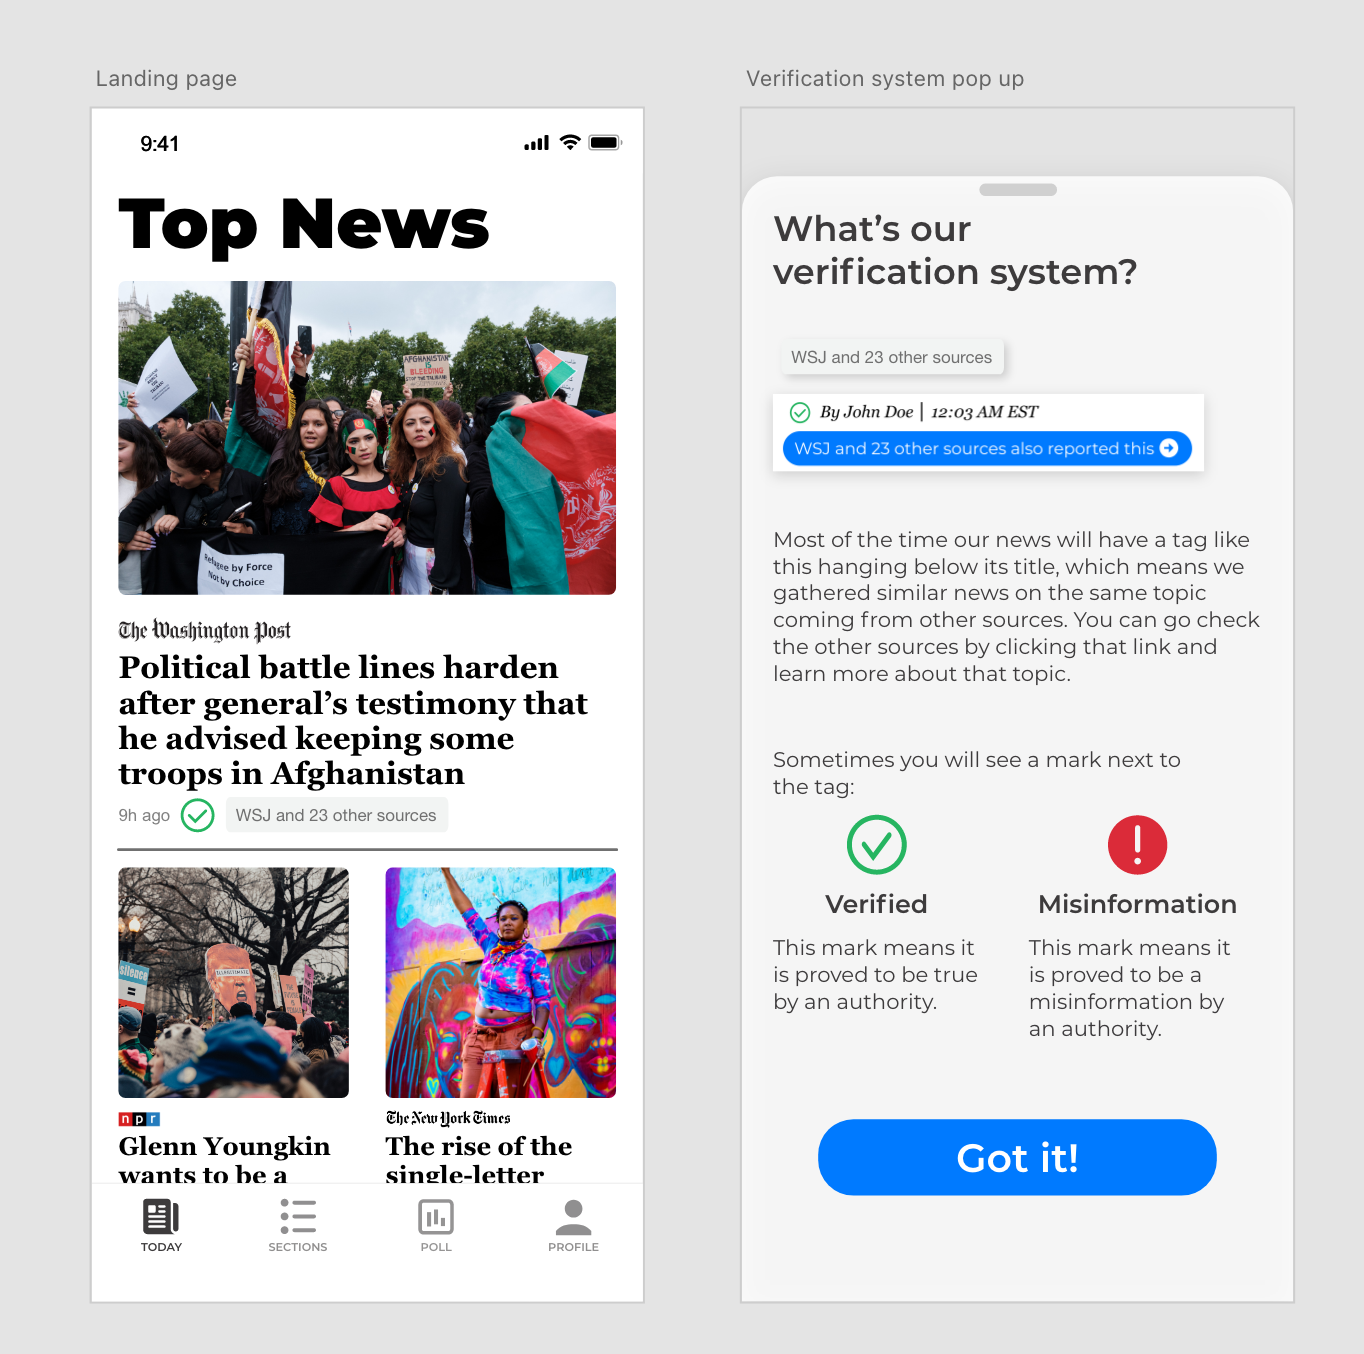 Landing page
9:41
Top News
AFGHANISTAN
IS
BLEEDING
STOP THE TALIBAN
Refugee by Force
Not by Choice
The Washington Post
Political battle lines harden
after general’s testimony that
he advised keeping some
troops in Afghanistan
9h ago
WSJ and 23 other sources
silence
=
ILLEGITIMATE
npr
Glenn Youngkin
wants to be a
The New York Times
The rise of the
single-letter
TODAY
SECTIONS
POLL
PROFILE
Verification system pop up
What’s our
verification system?
WSJ and 23 other sources
By John Doe | 12:03 AM EST
WSJ and 23 other sources also reported this
Most of the time our news will have a tag like
this hanging below its title, which means we
gathered similar news on the same topic
coming from other sources. You can go check
the other sources by clicking that link and
learn more about that topic.
Sometimes you will see a mark next to
the tag:
Verified
This mark means it
is proved to be true
by an authority.
Misinformation
This mark means it
is proved to be a
misinformation by
an authority.
Got it!